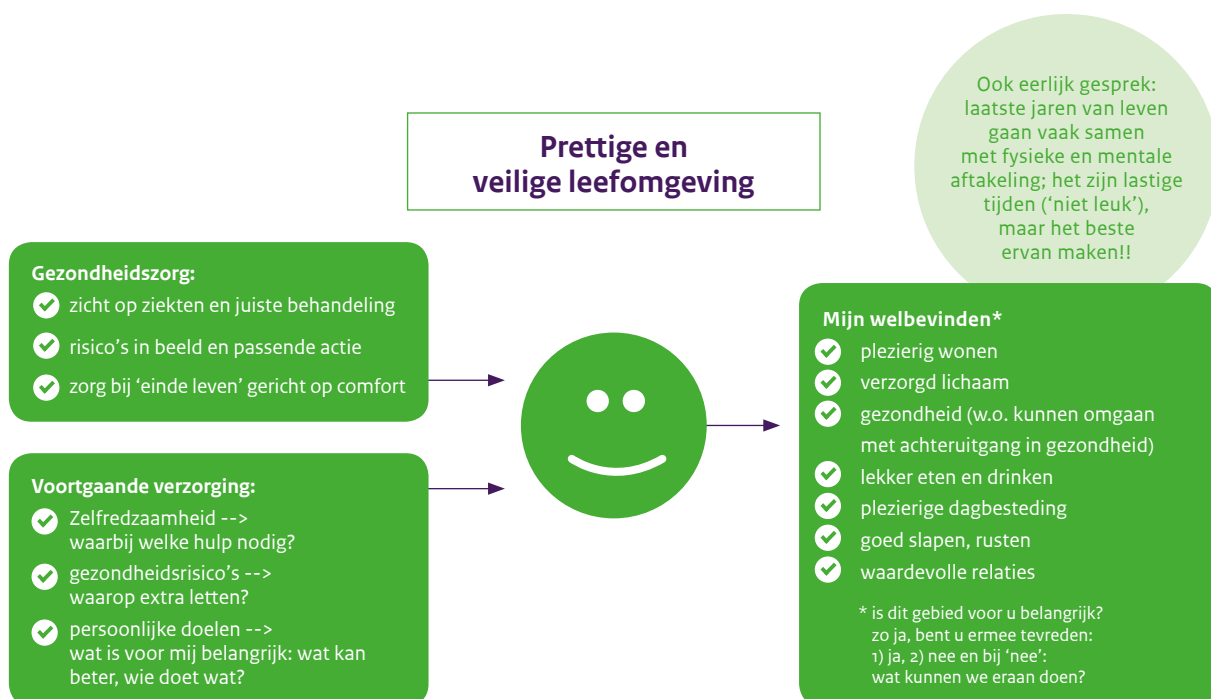 Ook eerlijk gesprek:
laatste jaren van leven
gaan vaak samen
met fysieke en mentale
aftakeling; het zijn lastige
tijden (‘niet leuk’),
maar het beste
ervan maken!!
Prettige en
veilige leefomgeving
Gezondheidszorg:
zicht op ziekten en juiste behandeling
risico’s in beeld en passende actie
zorg bij ‘einde leven’ gericht op comfort
Voortgaande verzorging:
Zelfredzaamheid -->
waarbij welke hulp nodig?
gezondheidsrisico’s -->
waarop extra letten?
persoonlijke doelen -->
wat is voor mij belangrijk: wat kan
beter, wie doet wat?
Mijn welbevinden*
plezierig wonen
verzorgd lichaam
gezondheid (w.o. kunnen omgaan
met achteruitgang in gezondheid)
lekker eten en drinken
plezierige dagbesteding
goed slapen, rusten
waardevolle relaties
* is dit gebied voor u belangrijk?
zo ja, bent u ermee tevreden:
1) ja, 2) nee en bij ‘nee’:
wat kunnen we eraan doen?